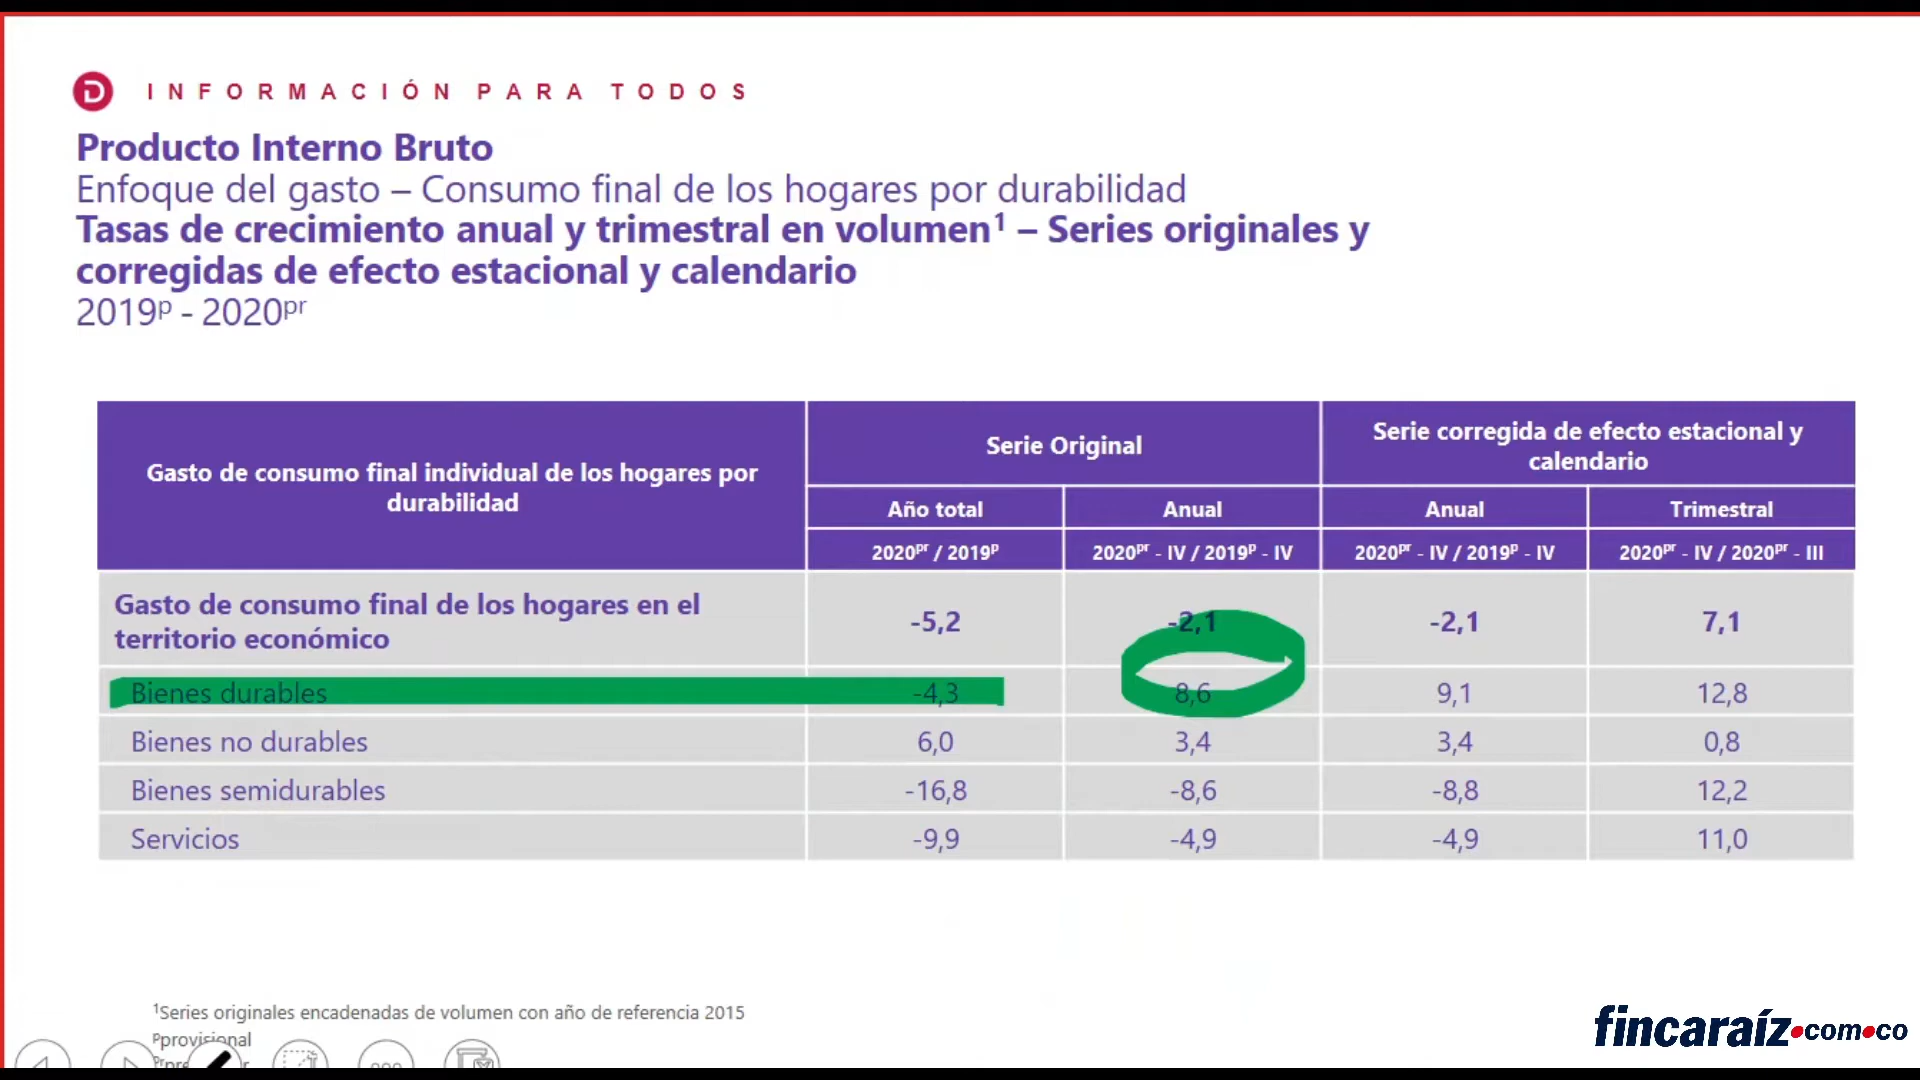 INFORMACIÓN PARA TODOS
Producto Interno Bruto
Enfoque del gasto – Consumo final de los hogares por durabilidad
Tasas de crecimiento anual y trimestral en volumen¹ – Series originales y
corregidas de efecto estacional y calendario
2019ᵖ - 2020ᵖʳ
Gasto de consumo final individual de los hogares por
durabilidad
Serie Original
Serie corregida de efecto estacional y
calendario
Año total
Anual
Anual
Trimestral
2020ᵖʳ / 2019ᵖ
2020ᵖʳ - IV / 2019ᵖ - IV
2020ᵖʳ - IV / 2019ᵖ - IV
2020ᵖʳ - IV / 2020ᵖʳ - III
Gasto de consumo final de los hogares en el
territorio económico
-5,2 -2,1 -2,1 7,1
Bienes durables -4,3 8,6 9,1 12,8
Bienes no durables 6,0 3,4 3,4 0,8
Bienes semidurables -16,8 -8,6 -8,8 12,2
Servicios -9,9 -4,9 -4,9 11,0
¹Series originales encadenadas de volumen con año de referencia 2015
ᵖprovisional
fincaraíz.com.co